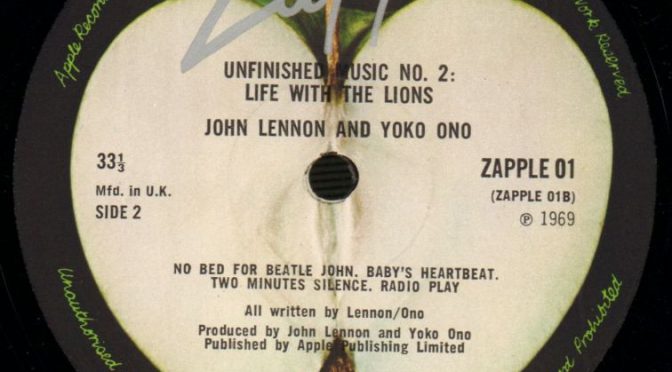 Zapple
UNFINISHED MUSIC NO. 2:
LIFE WITH THE LIONS
JOHN LENNON AND YOKO ONO
33⅓
Mfd. in U.K.
SIDE 2
ZAPPLE 01
(ZAPPLE 01B)
℗ 1969
NO BED FOR BEATLE JOHN. BABY'S HEARTBEAT.
TWO MINUTES SILENCE. RADIO PLAY
All written by Lennon/Ono
Produced by John Lennon and Yoko Ono
Published by Apple Publishing Limited
Apple Records
Work Reserved
Unauthorised
Prohibited